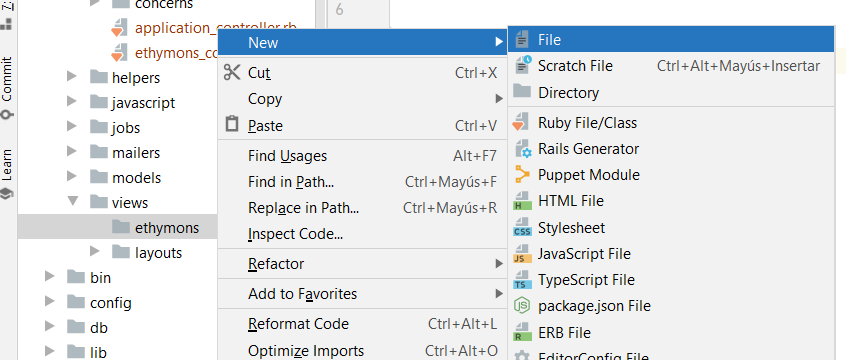 concerns
6
application_controller.rb
ethymons_co
helpers
javascript
jobs
mailers
models
views
ethymons
layouts
bin
config
db
lib
Commit
Learn
New
Cut Ctrl+X
Copy
Paste Ctrl+V
Find Usages Alt+F7
Find in Path... Ctrl+Mayús+F
Replace in Path... Ctrl+Mayús+R
Inspect Code...
Refactor
Add to Favorites
Reformat Code Ctrl+Alt+L
Optimize Imports Ctrl+Alt+O
File
Scratch File Ctrl+Alt+Mayús+Insertar
Directory
Ruby File/Class
Rails Generator
Puppet Module
HTML File
Stylesheet
JavaScript File
TypeScript File
package.json File
ERB File
EditorConfig File